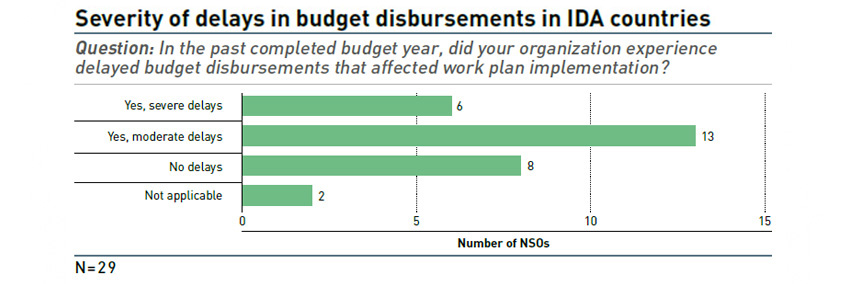 Severity of delays in budget disbursements in IDA countries
Question: In the past completed budget year, did your organization experience
delayed budget disbursements that affected work plan implementation?
Yes, severe delays 6
Yes, moderate delays 13
No delays 8
Not applicable 2
0 5 10 15
Number of NSOs
N=29